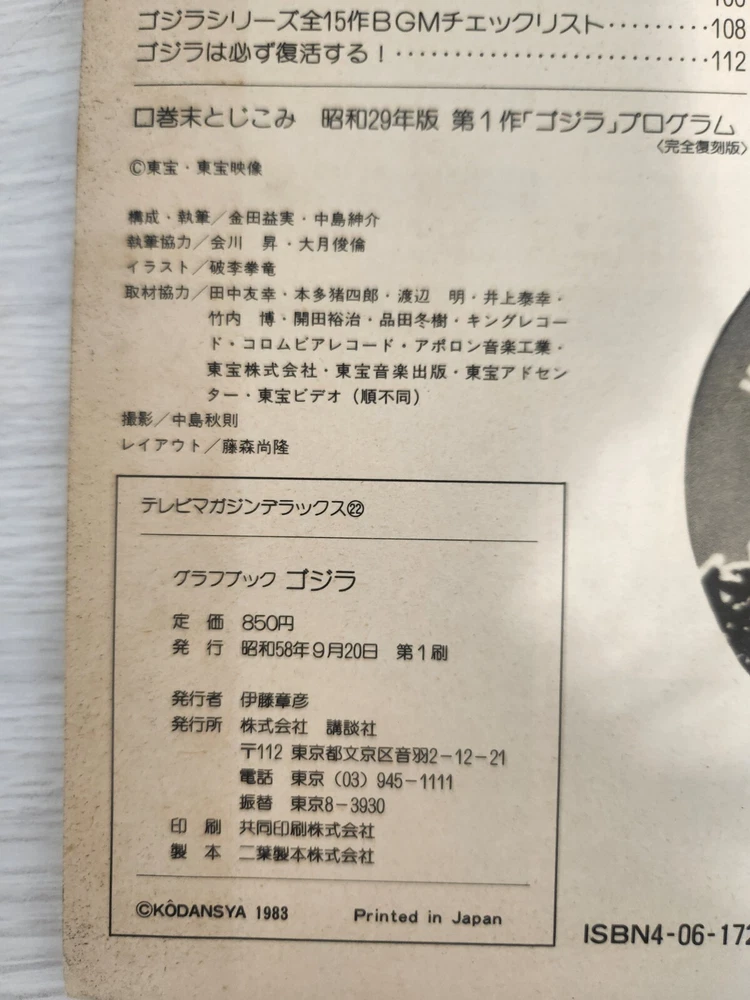 ゴジラシリーズ全15作BGMチェックリスト・・・・・・・・・108
ゴジラは必ず復活する!・・・・・・・・・・・・・・・・・・・・・・・・・・112
□巻末とじこみ 昭和29年版 第1作「ゴジラ」プログラム
〈完全復刻版〉
©東宝・東宝映像
構成・執筆/金田益実・中島紳介
執筆協力/会川 昇・大月俊倫
イラスト/破李拳竜
取材協力/田中友幸・本多猪四郎・渡辺 明・井上泰幸・
竹内 博・開田裕治・品田冬樹・キングレコー
ド・コロムビアレコード・アポロン音楽工業・
東宝株式会社・東宝音楽出版・東宝アドセン
ター・東宝ビデオ(順不同)
撮影/中島秋則
レイアウト/藤森尚隆
テレビマガジンデラックス㉒
グラフブック ゴジラ
定 価 850円
発 行 昭和58年9月20日 第1刷
発行者 伊藤章彦
発行所 株式会社 講談社
〒112 東京都文京区音羽2-12-21
電話 東京(03)945-1111
振替 東京8-3930
印 刷 共同印刷株式会社
製 本 二葉製本株式会社
©KÔDANSYA 1983 Printed in Japan
ISBN4-06-172